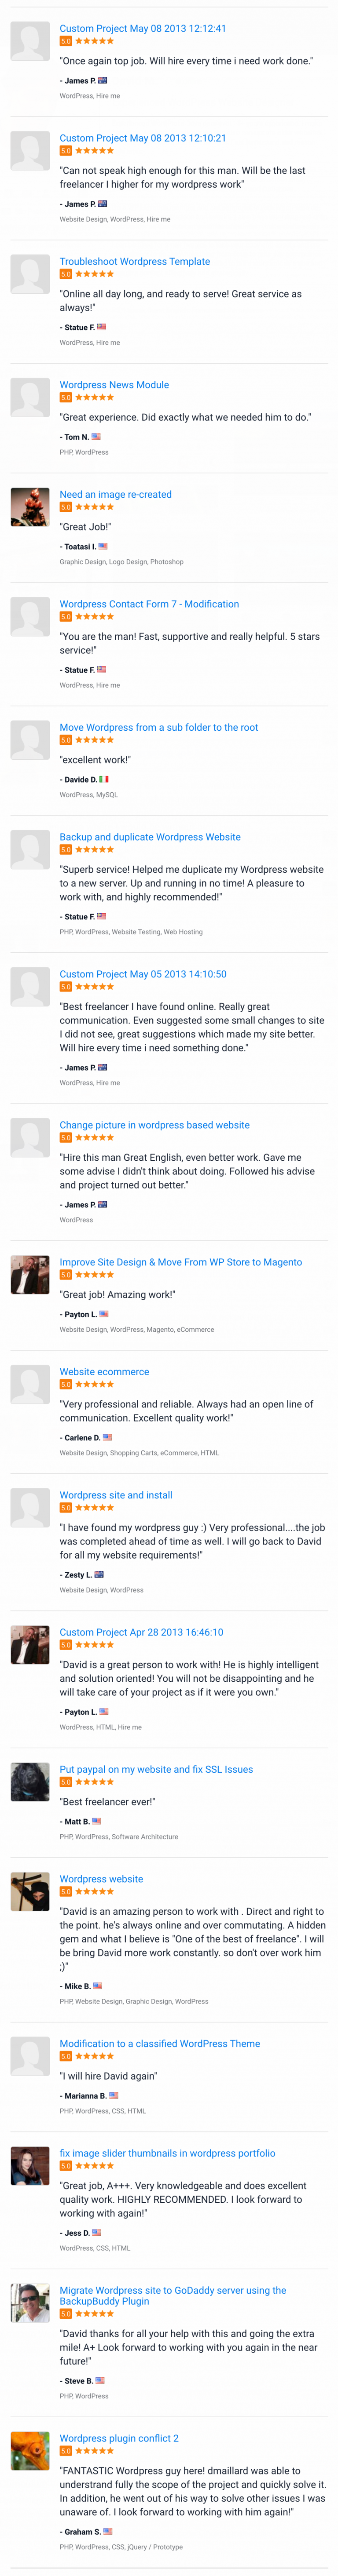 Custom Project May 08 2013 12:12:41
5.0
"Once again top job. Will hire every time i need work done."
- James P.
WordPress, Hire me
Custom Project May 08 2013 12:10:21
5.0
"Can not speak high enough for this man. Will be the last
freelancer I higher for my wordpress work"
- James P.
Website Design, WordPress, Hire me
Troubleshoot Wordpress Template
5.0
"Online all day long, and ready to serve! Great service as
always!"
- Statue F.
WordPress, Hire me
Wordpress News Module
5.0
"Great experience. Did exactly what we needed him to do."
- Tom N.
PHP, WordPress
Need an image re-created
5.0
"Great Job!"
- Toatasi I.
Graphic Design, Logo Design, Photoshop
Wordpress Contact Form 7 - Modification
5.0
"You are the man! Fast, supportive and really helpful. 5 stars
service!"
- Statue F.
WordPress, Hire me
Move Wordpress from a sub folder to the root
5.0
"excellent work!"
- Davide D.
WordPress, MySQL
Backup and duplicate Wordpress Website
5.0
"Superb service! Helped me duplicate my Wordpress website
to a new server. Up and running in no time! A pleasure to
work with, and highly recommended!"
- Statue F.
PHP, WordPress, Website Testing, Web Hosting
Custom Project May 05 2013 14:10:50
5.0
"Best freelancer I have found online. Really great
communication. Even suggested some small changes to site
I did not see, great suggestions which made my site better.
Will hire every time i need something done."
- James P.
WordPress, Hire me
Change picture in wordpress based website
5.0
"Hire this man Great English, even better work. Gave me
some advise I didn't think about doing. Followed his advise
and project turned out better."
- James P.
WordPress
Improve Site Design & Move From WP Store to Magento
5.0
"Great job! Amazing work!"
- Payton L.
Website Design, WordPress, Magento, eCommerce
Website ecommerce
5.0
"Very professional and reliable. Always had an open line of
communication. Excellent quality work!"
- Carlene D.
Website Design, Shopping Carts, eCommerce, HTML
Wordpress site and install
5.0
"I have found my wordpress guy :) Very professional....the job
was completed ahead of time as well. I will go back to David
for all my website requirements!"
- Zesty L.
Website Design, WordPress
Custom Project Apr 28 2013 16:46:10
5.0
"David is a great person to work with! He is highly intelligent
and solution oriented! You will not be disappointing and he
will take care of your project as if it were you own."
- Payton L.
WordPress, HTML, Hire me
Put paypal on my website and fix SSL Issues
5.0
"Best freelancer ever!"
- Matt B.
PHP, WordPress, Software Architecture
Wordpress website
5.0
"David is an amazing person to work with . Direct and right to
the point. he's always online and over commutating. A hidden
gem and what I believe is "One of the best of freelance". I will
be bring David more work constantly. so don't over work him
;)"
- Mike B.
PHP, Website Design, Graphic Design, WordPress
Modification to a classified WordPress Theme
5.0
"I will hire David again"
- Marianna B.
PHP, WordPress, CSS, HTML
fix image slider thumbnails in wordpress portfolio
5.0
"Great job, A+++. Very knowledgeable and does excellent
quality work. HIGHLY RECOMMENDED. I look forward to
working with again!"
- Jess D.
WordPress, CSS, HTML
Migrate Wordpress site to GoDaddy server using the
BackupBuddy Plugin
5.0
"David thanks for all your help with this and going the extra
mile! A+ Look forward to working with you again in the near
future!"
- Steve B.
PHP, WordPress
Wordpress plugin conflict 2
5.0
"FANTASTIC Wordpress guy here! dmaillard was able to
understrand fully the scope of the project and quickly solve it.
In addition, he went out of his way to solve other issues I was
unaware of. I look forward to working with him again!"
- Graham S.
PHP, WordPress, CSS, jQuery / Prototype